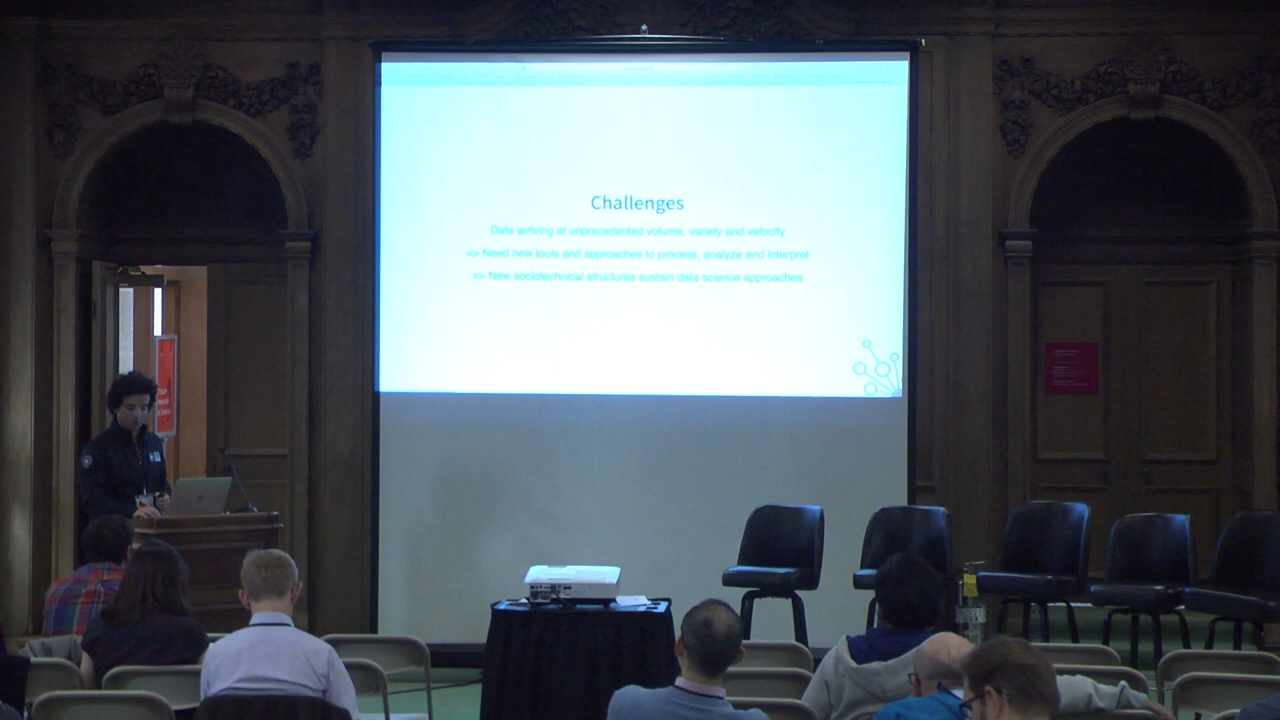 Challenges
Data arriving at unprecedented volume, variety and velocity
=> Need new tools and approaches to process, analyze and interpret
=> New sociotechnical structures sustain data science approaches